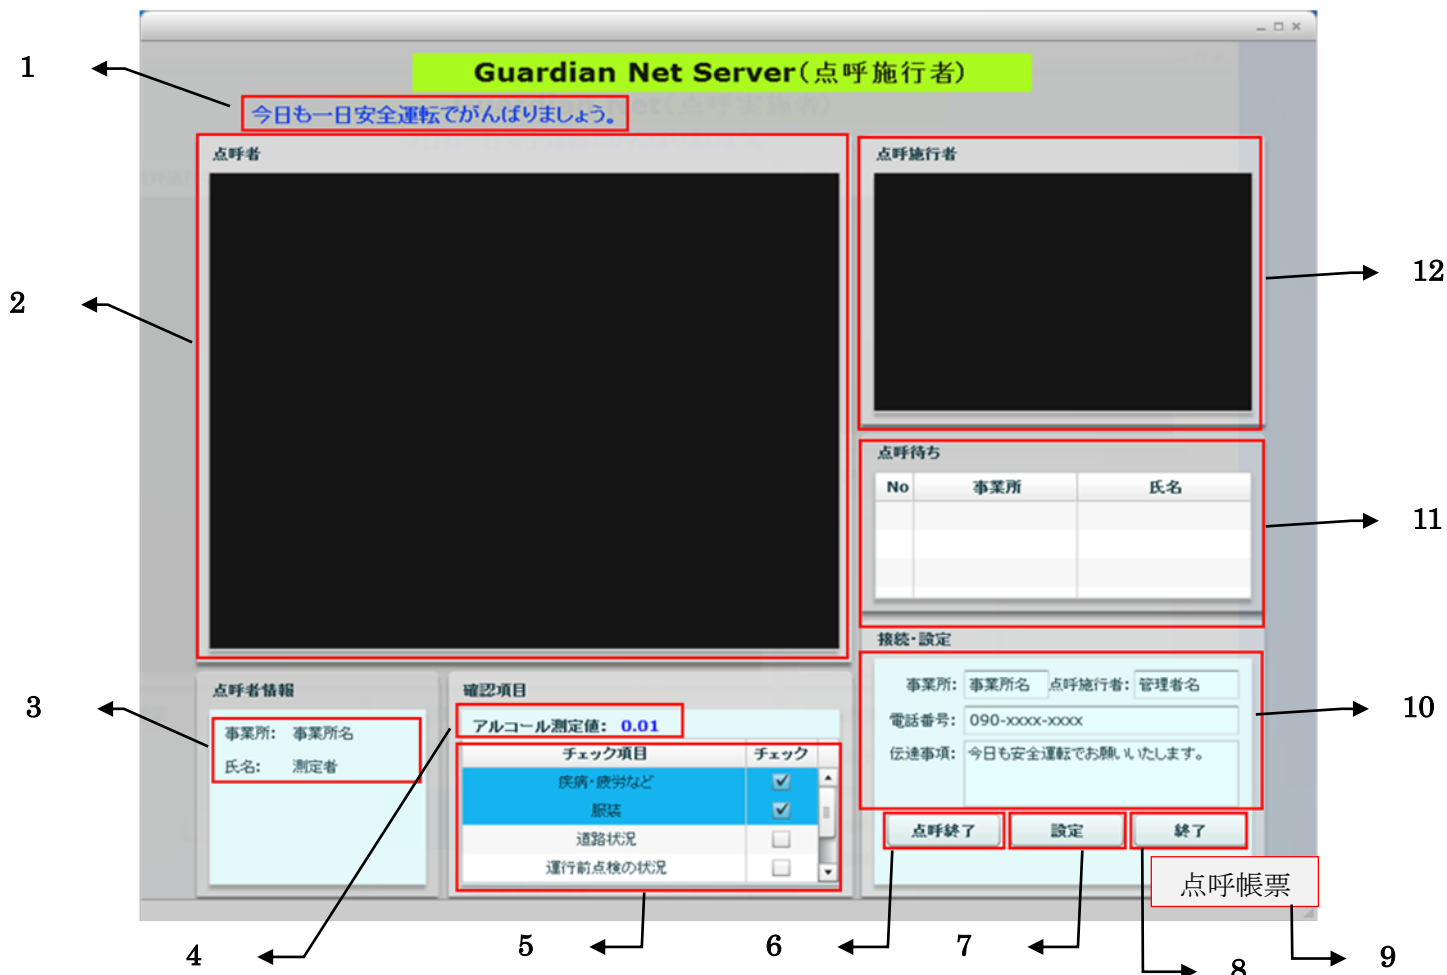 Guardian Net Server(点呼施行者)
1
今日も一日安全運転でがんばりましょう。
点呼者
点呼施行者
2
12
点呼待ち
No 事業所 氏名
11
接続・設定
点呼者情報
事業所: 事業所名
氏名: 測定者
3
確認項目
アルコール測定値: 0.01
チェック項目 チェック
疾病・疲労など
服装
道路状況
運行前点検の状況
事業所: 事業所名 点呼施行者: 管理者名
電話番号: 090-xxxx-xxxx
伝達事項: 今日も安全運転でお願いいたします。
10
点呼終了 設定 終了
点呼帳票
4
5
6
7
8
9